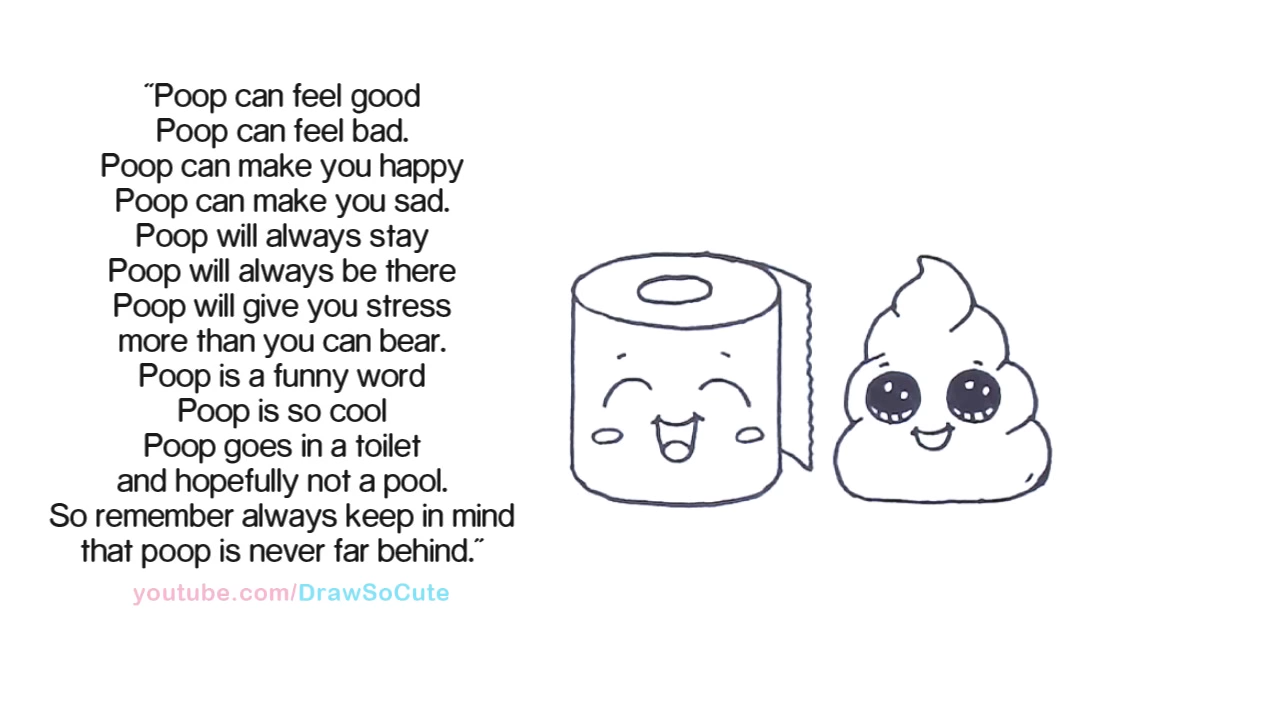 ˝Poop can feel good
Poop can feel bad.
Poop can make you happy
Poop can make you sad.
Poop will always stay
Poop will always be there
Poop will give you stress
more than you can bear.
Poop is a funny word
Poop is so cool
Poop goes in a toilet
and hopefully not a pool.
So remember always keep in mind
that poop is never far behind.˝
youtube.com/DrawSoCute